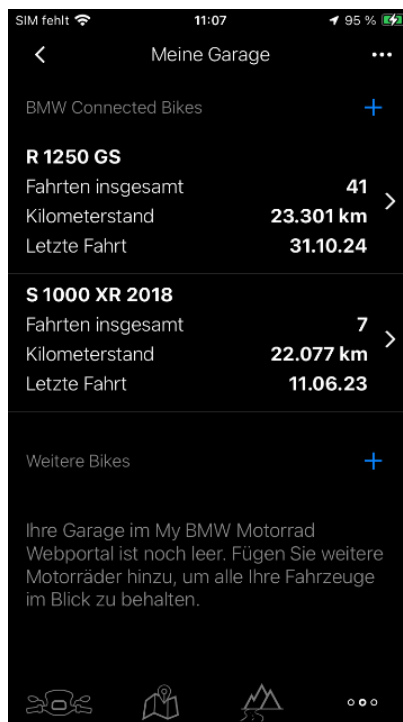 SIM fehlt 11:07 95 %
Meine Garage
BMW Connected Bikes
R 1250 GS
Fahrten insgesamt 41
Kilometerstand 23.301 km
Letzte Fahrt 31.10.24
S 1000 XR 2018
Fahrten insgesamt 7
Kilometerstand 22.077 km
Letzte Fahrt 11.06.23
Weitere Bikes
Ihre Garage im My BMW Motorrad
Webportal ist noch leer. Fügen Sie weitere
Motorräder hinzu, um alle Ihre Fahrzeuge
im Blick zu behalten.